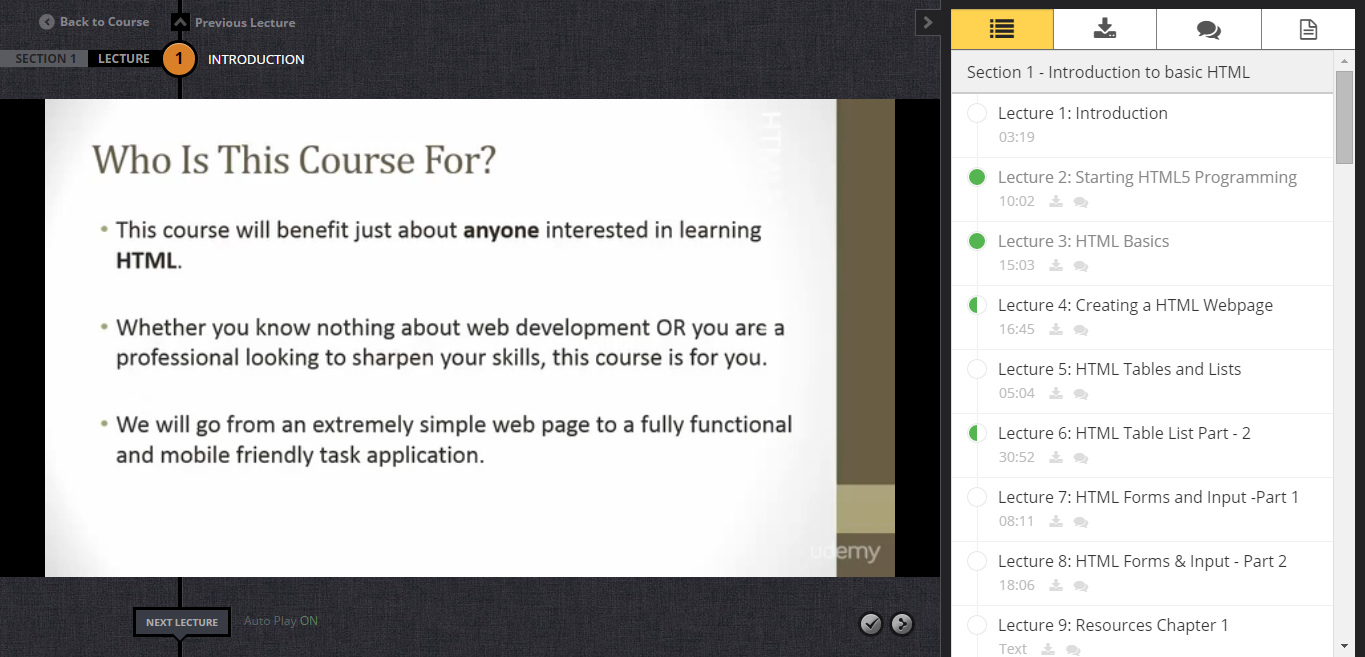 Back to Course
Previous Lecture
SECTION 1 LECTURE 1 INTRODUCTION
Who Is This Course For?
• This course will benefit just about anyone interested in learning
HTML.
• Whether you know nothing about web development OR you are a
professional looking to sharpen your skills, this course is for you.
• We will go from an extremely simple web page to a fully functional
and mobile friendly task application.
udemy
NEXT LECTURE
Auto Play ON
Section 1 - Introduction to basic HTML
Lecture 1: Introduction
03:19
Lecture 2: Starting HTML5 Programming
10:02
Lecture 3: HTML Basics
15:03
Lecture 4: Creating a HTML Webpage
16:45
Lecture 5: HTML Tables and Lists
05:04
Lecture 6: HTML Table List Part - 2
30:52
Lecture 7: HTML Forms and Input -Part 1
08:11
Lecture 8: HTML Forms & Input - Part 2
18:06
Lecture 9: Resources Chapter 1
Text